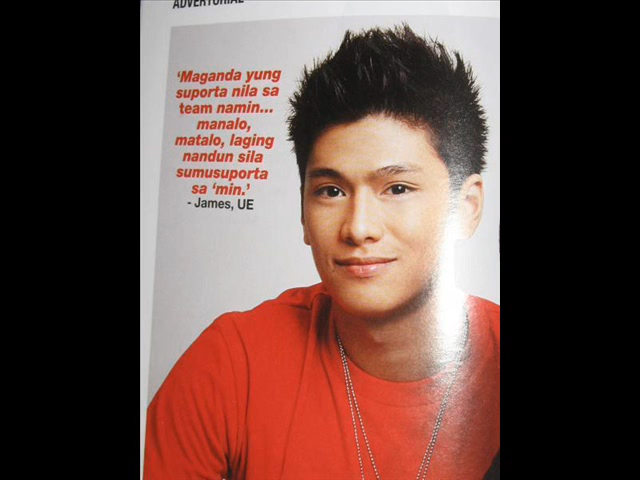 ADVERTORIAL
'Maganda yung
suporta nila sa
team namin...
manalo,
matalo, laging
nandun sila
sumusuporta
sa 'min.'
- James, UE